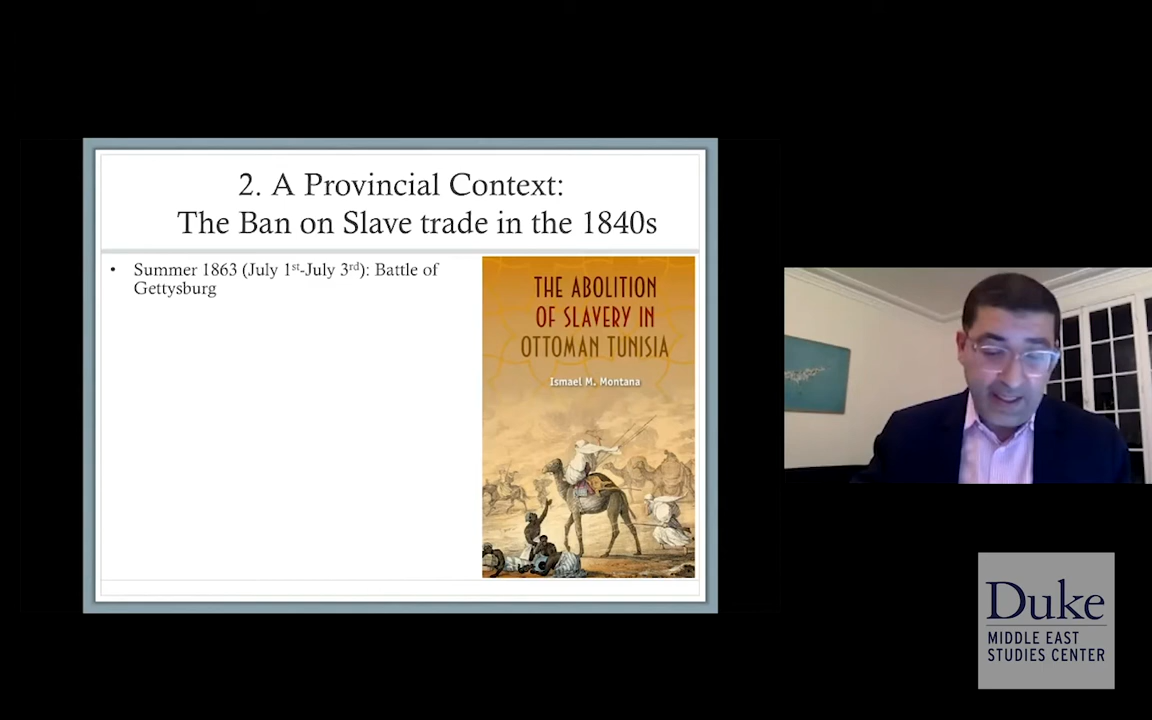 2. A Provincial Context:
The Ban on Slave trade in the 1840s
• Summer 1863 (July 1st-July 3rd): Battle of
Gettysburg
THE ABOLITION
OF SLAVERY IN
OTTOMAN TUNISIA
Ismael M. Montana
Duke
MIDDLE EAST
STUDIES CENTER